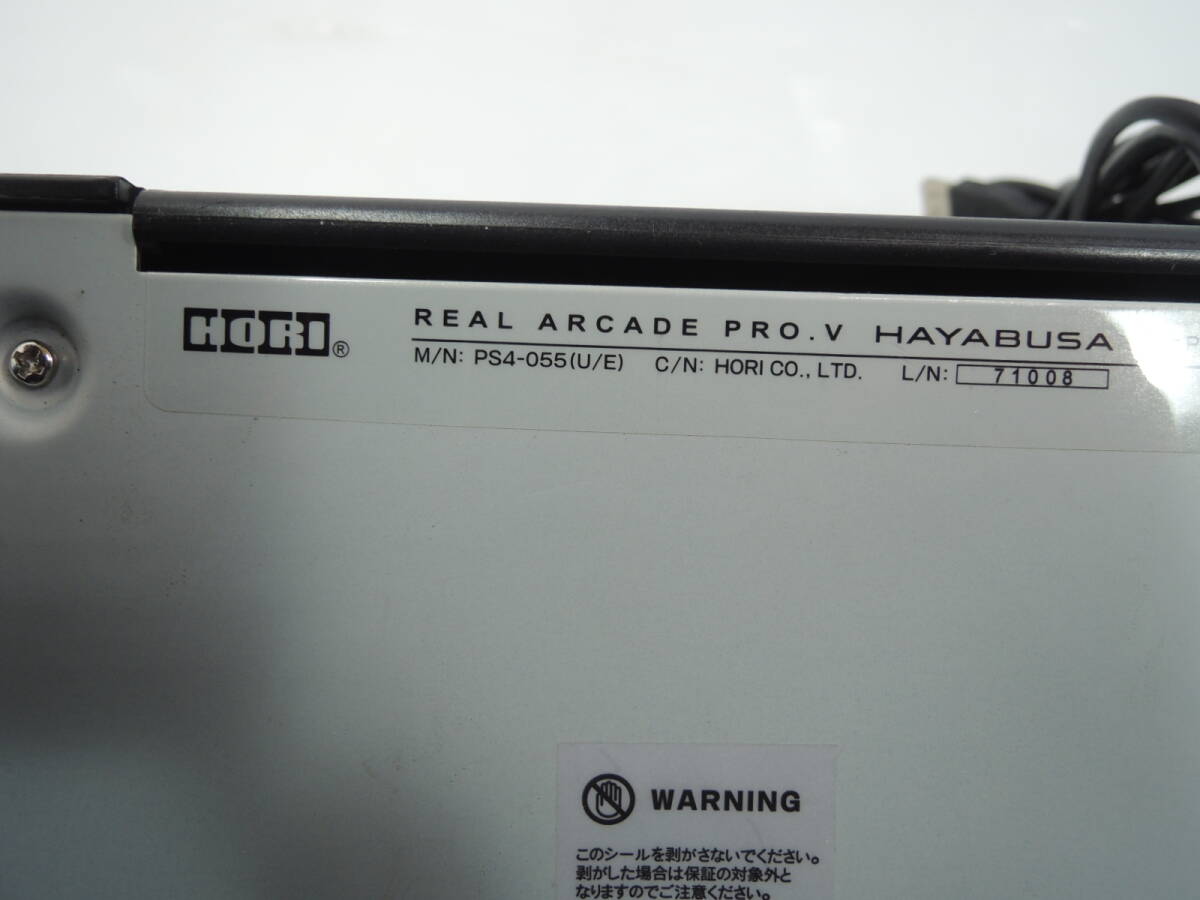 HORI®
REAL ARCADE PRO.V HAYABUSA
M/N: PS4-055(U/E) C/N: HORI CO., LTD. L/N: 71008
WARNING
このシールを剥がさないでください。
剥がした場合は保証の対象外と
なりますのでご注意ください。